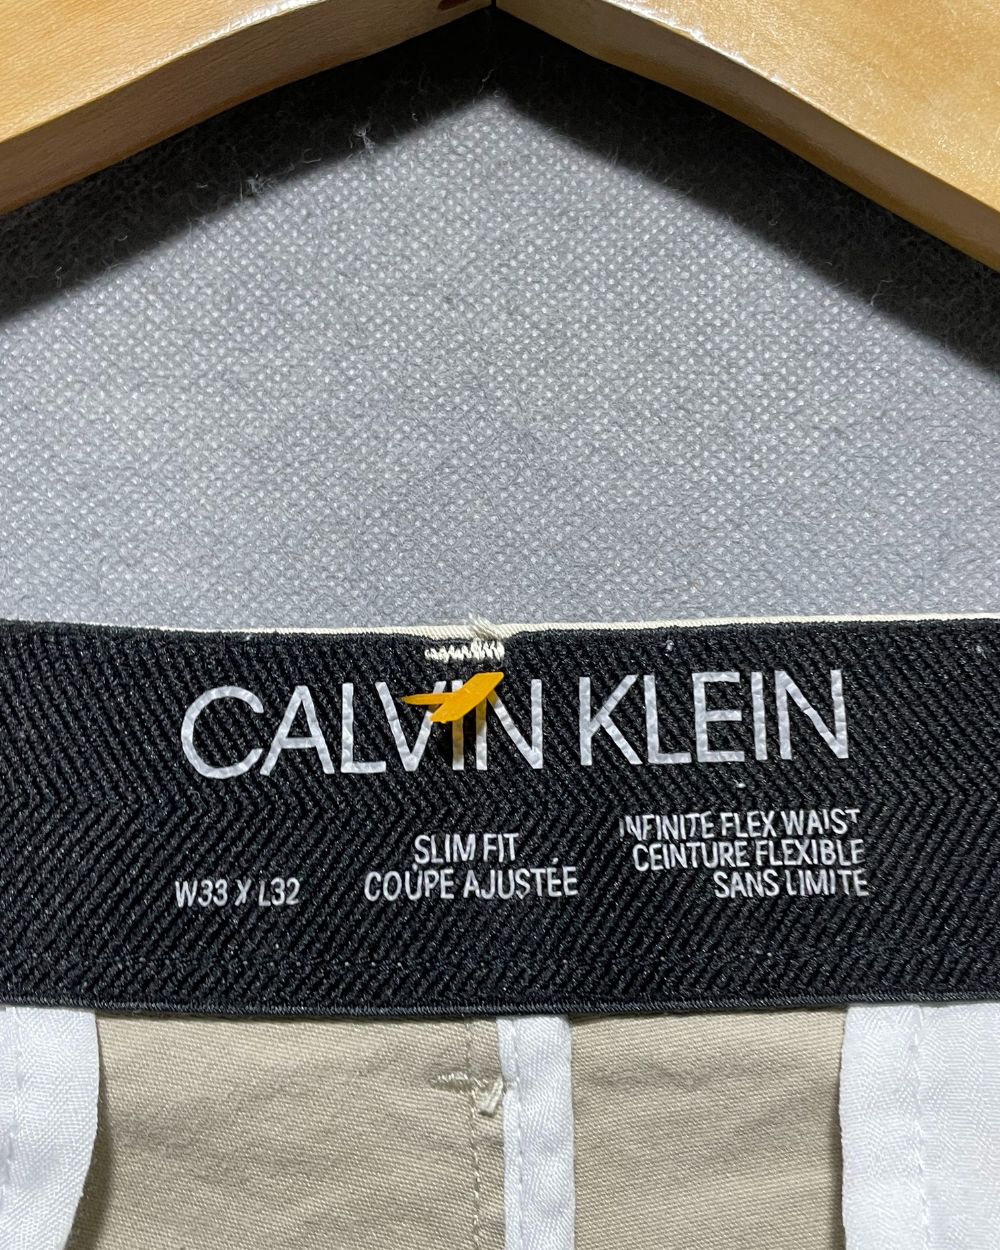 CALVIN KLEIN
W33 X L32
SLIM FIT
COUPE AJUSTÉE
INFINITE FLEX WAIST
CEINTURE FLEXIBLE
SANS LIMITE